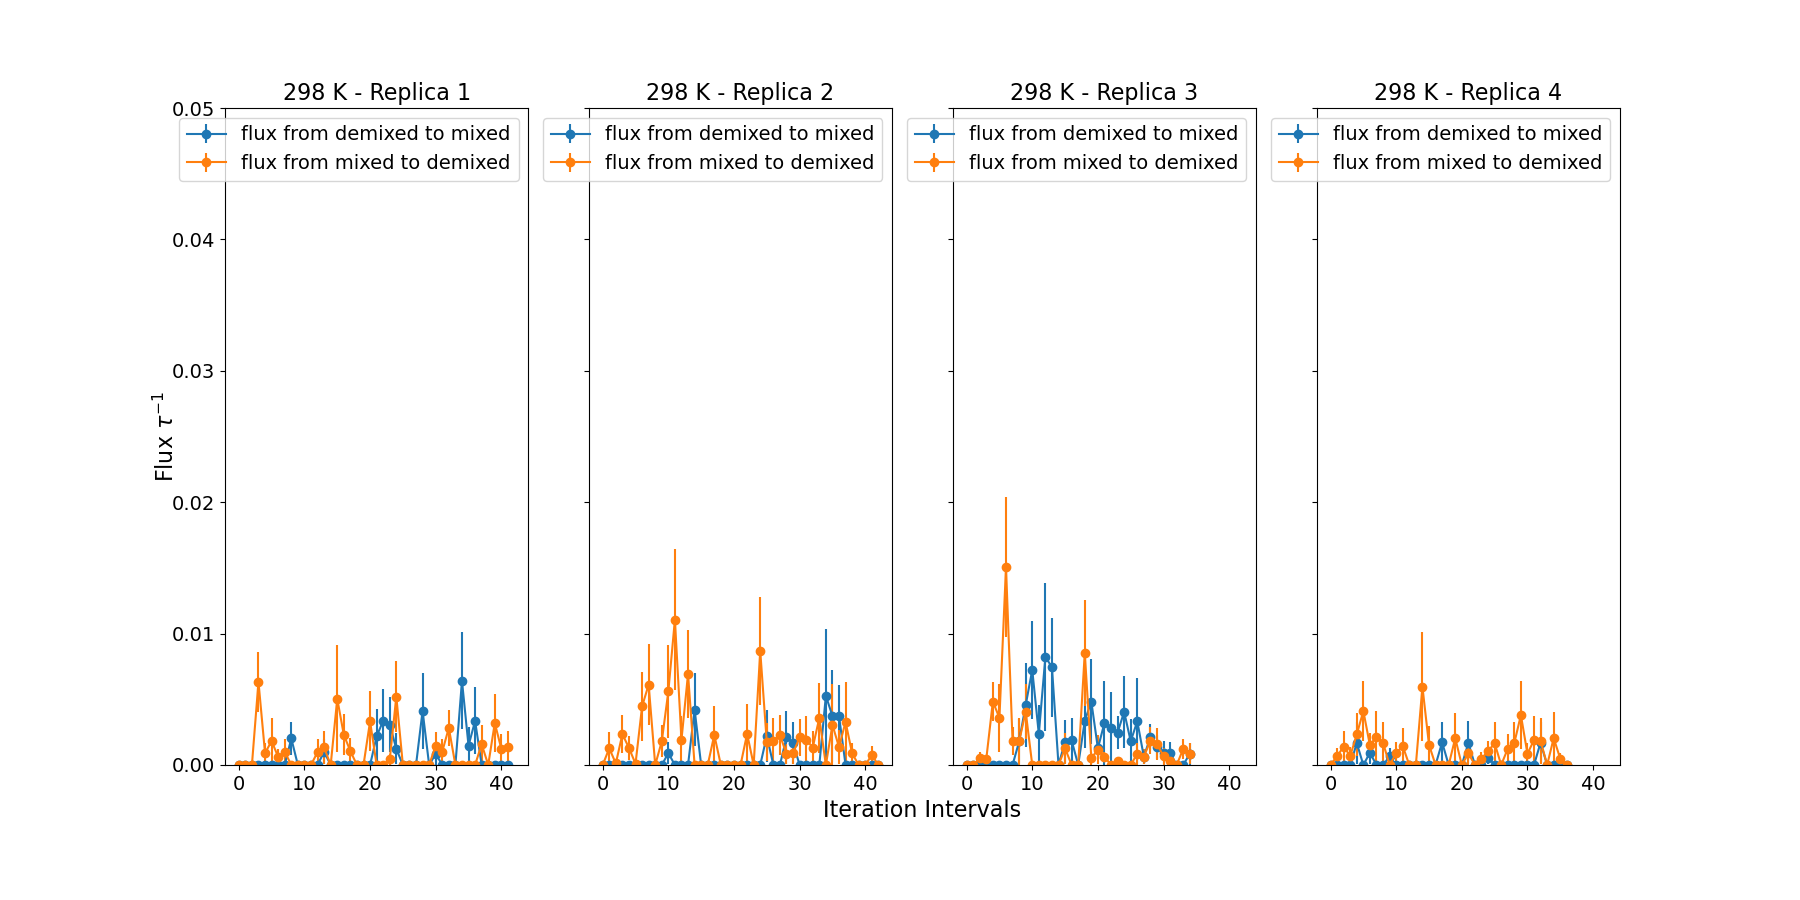 298 K - Replica 1
298 K - Replica 2
298 K - Replica 3
298 K - Replica 4
flux from demixed to mixed
flux from mixed to demixed
flux from demixed to mixed
flux from mixed to demixed
flux from demixed to mixed
flux from mixed to demixed
flux from demixed to mixed
flux from mixed to demixed
0.05
0.04
0.03
0.02
0.01
0.00
Flux τ⁻¹
0 10 20 30 40
0 10 20 30 40
0 10 20 30 40
0 10 20 30 40
Iteration Intervals